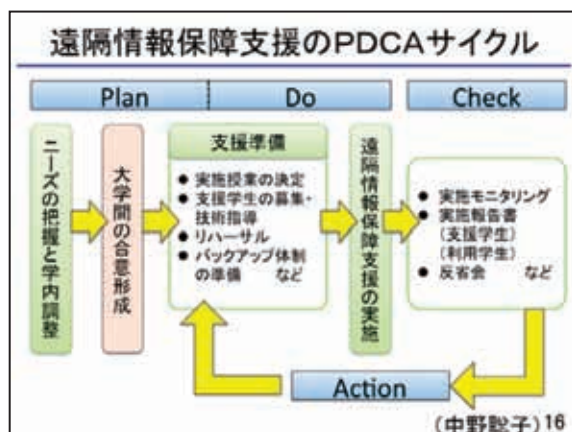 遠隔情報保障支援のPDCAサイクル
Plan
Do
Check
ニーズの把握と学内調整
大学間の合意形成
支援準備
● 実施授業の決定
● 支援学生の募集・
技術指導
● リハーサル
● バックアップ体制
の準備 など
遠隔情報保障支援の実施
● 実施モニタリング
● 実施報告書
(支援学生)
(利用学生)
● 反省会 など
Action
(中野聡子)16